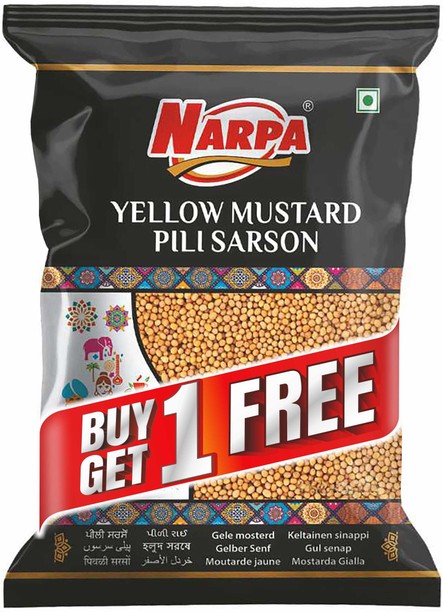 NARPA®
YELLOW MUSTARD
PILI SARSON
BUY 1 FREE
GET
पीली सरसों
પીળી રાઈ
Gele mosterd
Keltainen sinappi
پیلی سرسوں
হলুদ সরষে
Gelber Senf
Gul senap
पिवळी सरसों
خردل الأصفر
Moutarde jaune
Mostarda Gialla